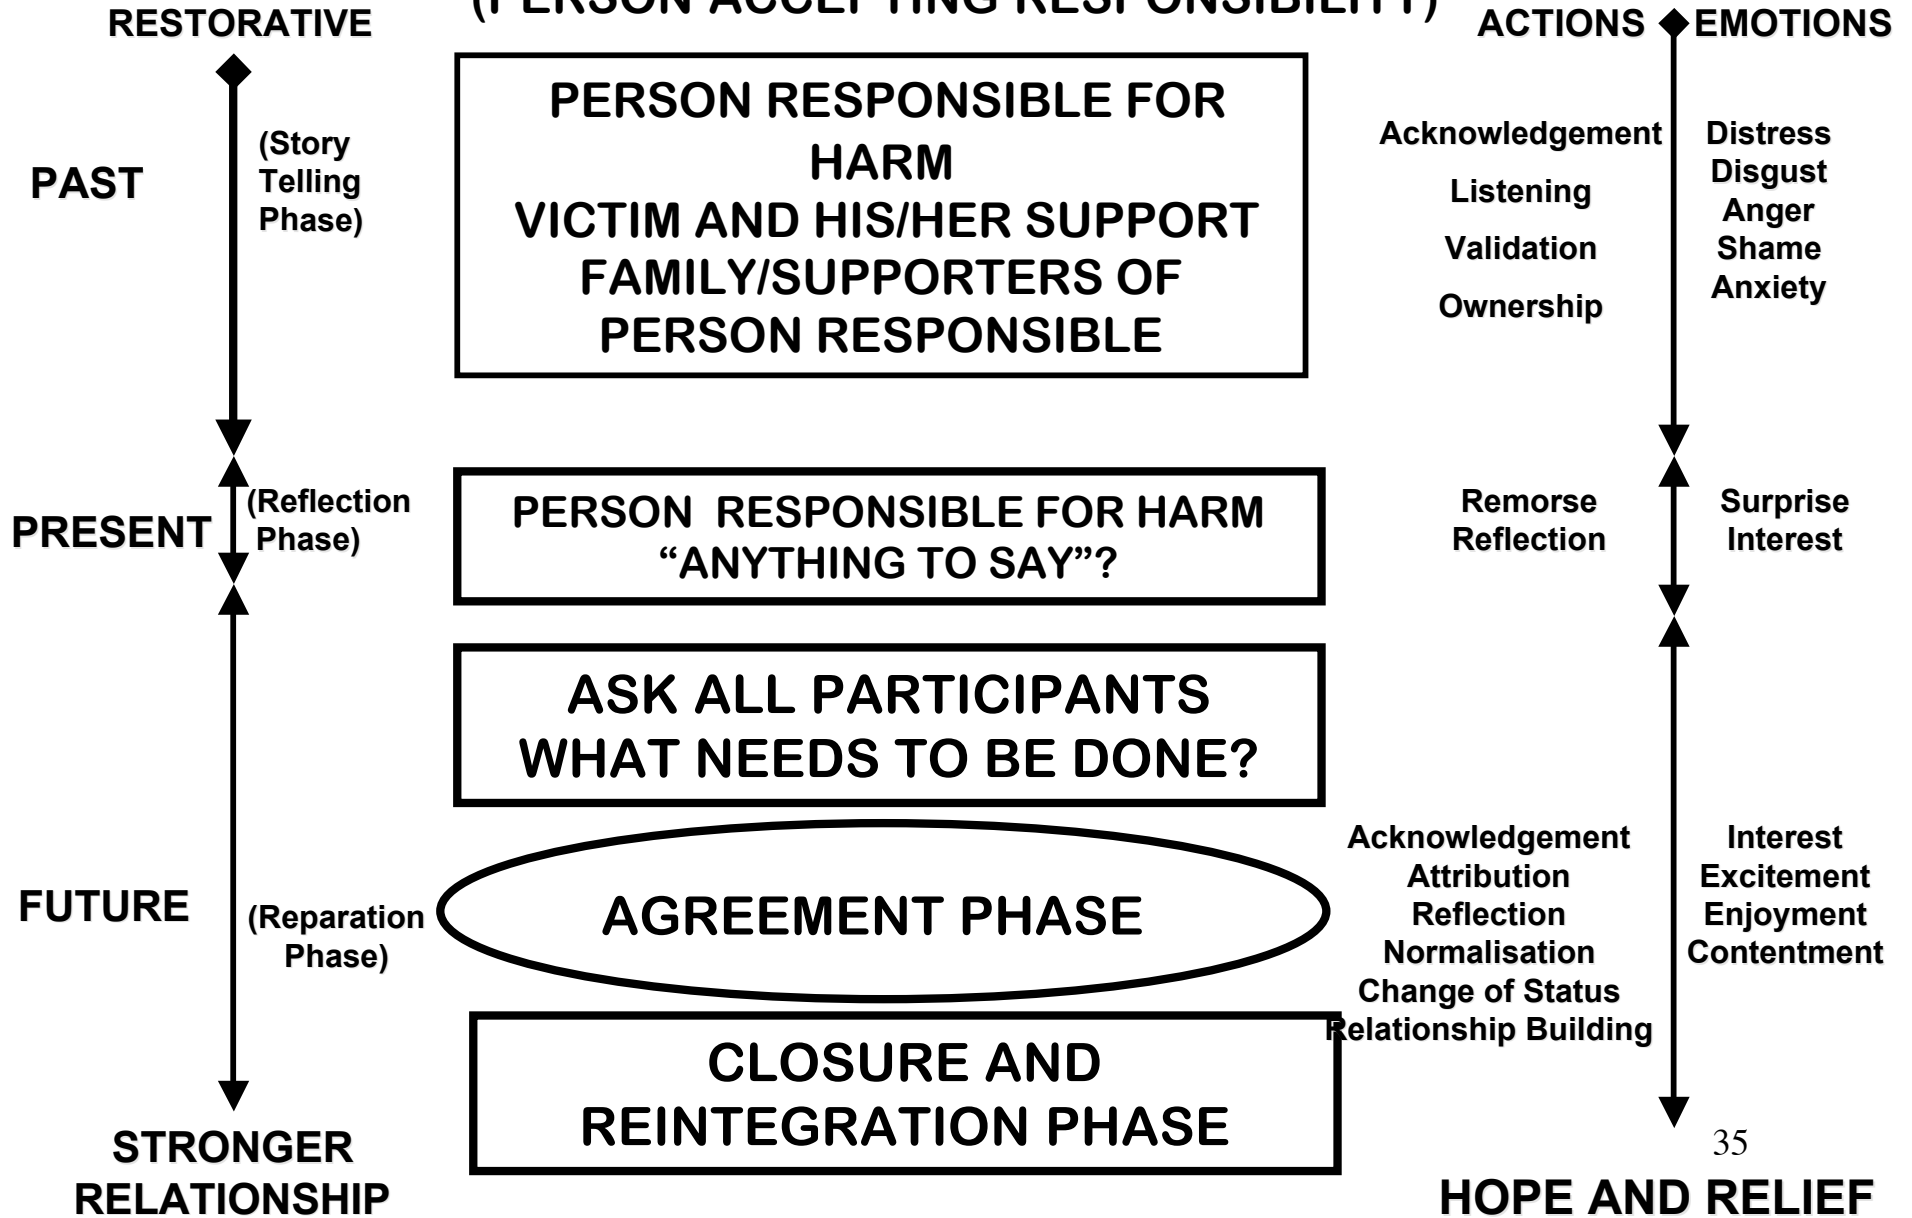 (PERSON ACCEPTING RESPONSIBILITY)
RESTORATIVE
ACTIONS
EMOTIONS
PAST
(Story
Telling
Phase)
PERSON RESPONSIBLE FOR
HARM
VICTIM AND HIS/HER SUPPORT
FAMILY/SUPPORTERS OF
PERSON RESPONSIBLE
Acknowledgement
Listening
Validation
Ownership
Distress
Disgust
Anger
Shame
Anxiety
PRESENT
(Reflection
Phase)
PERSON RESPONSIBLE FOR HARM
“ANYTHING TO SAY”?
Remorse
Reflection
Surprise
Interest
ASK ALL PARTICIPANTS
WHAT NEEDS TO BE DONE?
FUTURE
(Reparation
Phase)
AGREEMENT PHASE
Acknowledgement
Attribution
Reflection
Normalisation
Change of Status
Relationship Building
Interest
Excitement
Enjoyment
Contentment
CLOSURE AND
REINTEGRATION PHASE
STRONGER
RELATIONSHIP
35
HOPE AND RELIEF